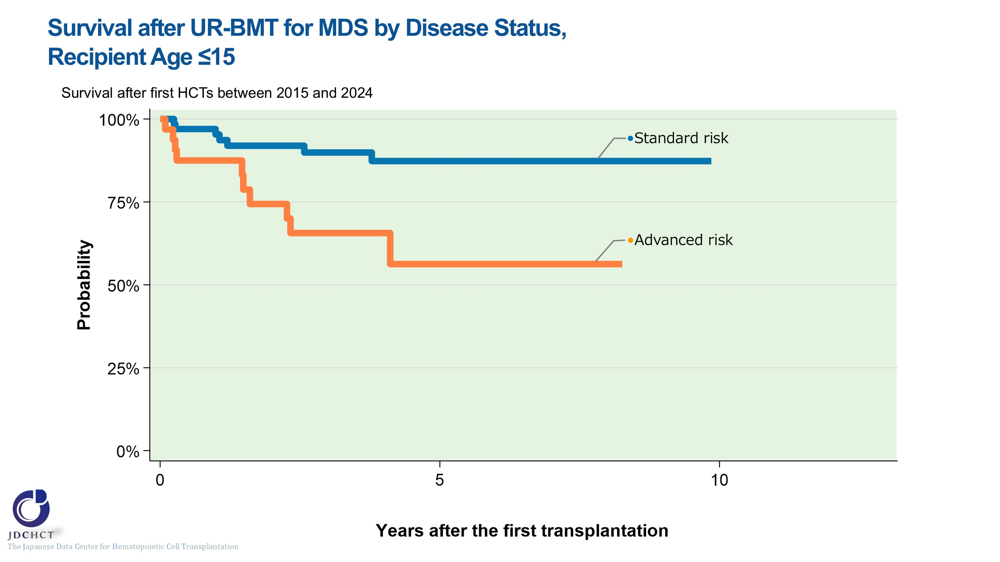 Survival after UR-BMT for MDS by Disease Status,
Recipient Age ≤15
Survival after first HCTs between 2015 and 2024
100%
75%
50%
25%
0%
Probability
Standard risk
Advanced risk
0
5
10
Years after the first transplantation
JDCHCT
The Japanese Data Center for Hematopoietic Cell Transplantation